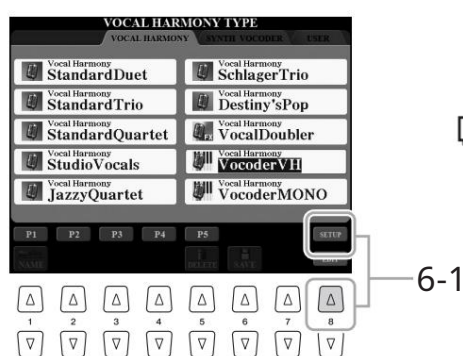 VOCAL HARMONY TYPE
VOCAL HARMONY SYNTH VOCODER USER
Vocal Harmony
StandardDuet
Vocal Harmony
SchlagerTrio
Vocal Harmony
StandardTrio
Vocal Harmony
Destiny'sPop
Vocal Harmony
StandardQuartet
Vocal Harmony
VocalDoubler
Vocal Harmony
StudioVocals
Vocal Harmony
VocoderVH
Vocal Harmony
JazzyQuartet
Vocal Harmony
VocoderMONO
P1 P2 P3 P4 P5 SETUP
NAME DELETE SAVE EDIT
6-1
1 2 3 4 5 6 7 8